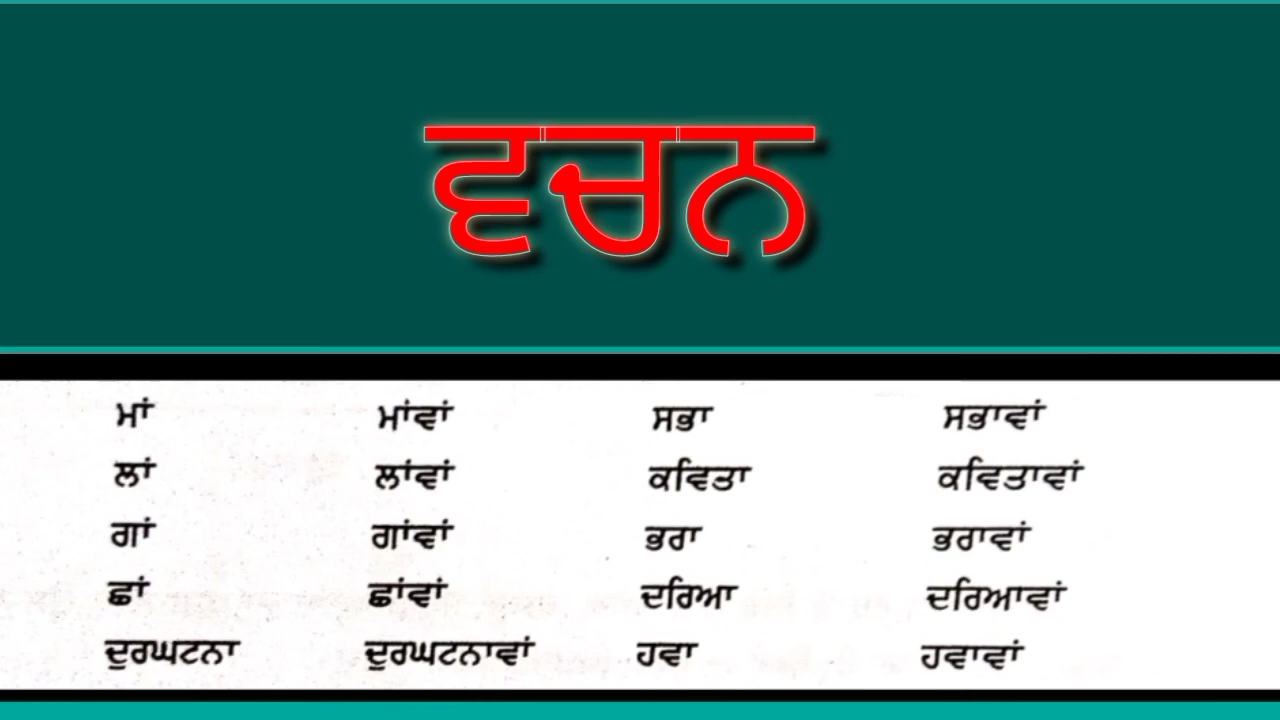 ਵਚਨ
ਮਾਂ ਮਾਂਵਾਂ ਸਭਾ ਸਭਾਵਾਂ
ਲਾਂ ਲਾਂਵਾਂ ਕਵਿਤਾ ਕਵਿਤਾਵਾਂ
ਗਾਂ ਗਾਂਵਾਂ ਭਰਾ ਭਰਾਵਾਂ
ਛਾਂ ਛਾਂਵਾਂ ਦਰਿਆ ਦਰਿਆਵਾਂ
ਦੁਰਘਟਨਾ ਦੁਰਘਟਨਾਵਾਂ ਹਵਾ ਹਵਾਵਾਂ